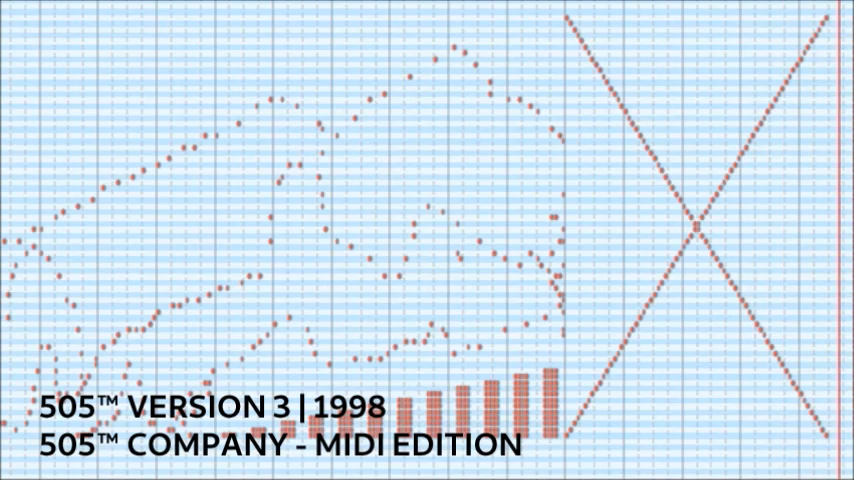 505™ VERSION 3 | 1998
505™ COMPANY - MIDI EDITION